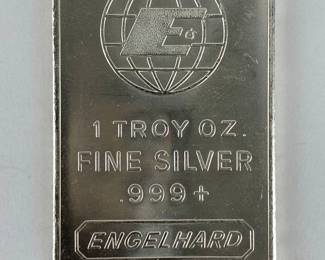 E
1 TROY OZ.
FINE SILVER
.999+
ENGELHARD